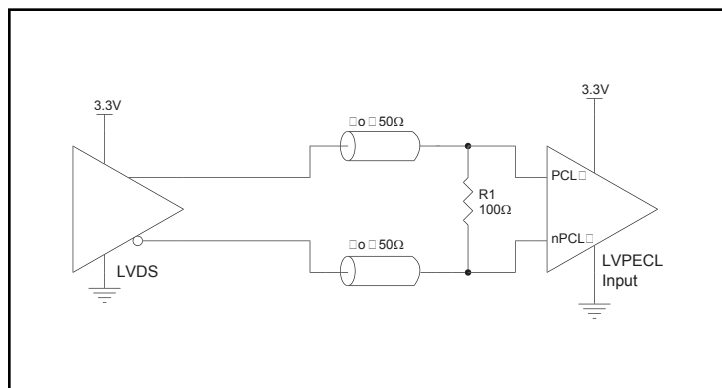 3.3V
3.3V
□o □ 50Ω
PCL□
R1
100Ω
nPCL□
□o □ 50Ω
LVDS
LVPECL
Input